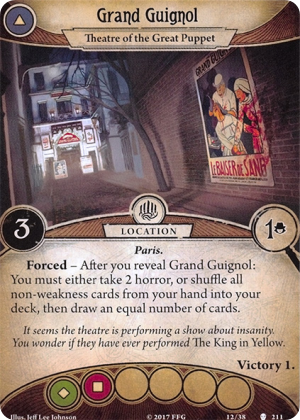 Grand Guignol
Theatre of the Great Puppet
GRAND GUIGNOL
LE BAISER DE SANG
3
1
LOCATION
Paris.
Forced – After you reveal Grand Guignol:
You must either take 2 horror, or shuffle all
non-weakness cards from your hand into your
deck, then draw an equal number of cards.
It seems the theatre is performing a show about insanity.
You wonder if they have ever performed The King in Yellow.
Victory 1.
Illus. Jeff Lee Johnson
© 2017 FFG
12/38
211